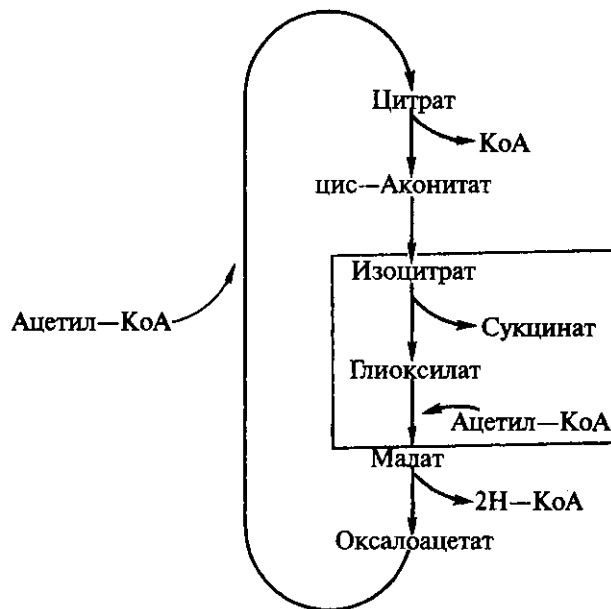 Цитрат
КоА
цис—Аконитат
Изоцитрат
Ацетил—КоА
Сукцинат
Глиоксилат
Ацетил—КоА
Малат
2Н—КоА
Оксалоацетат